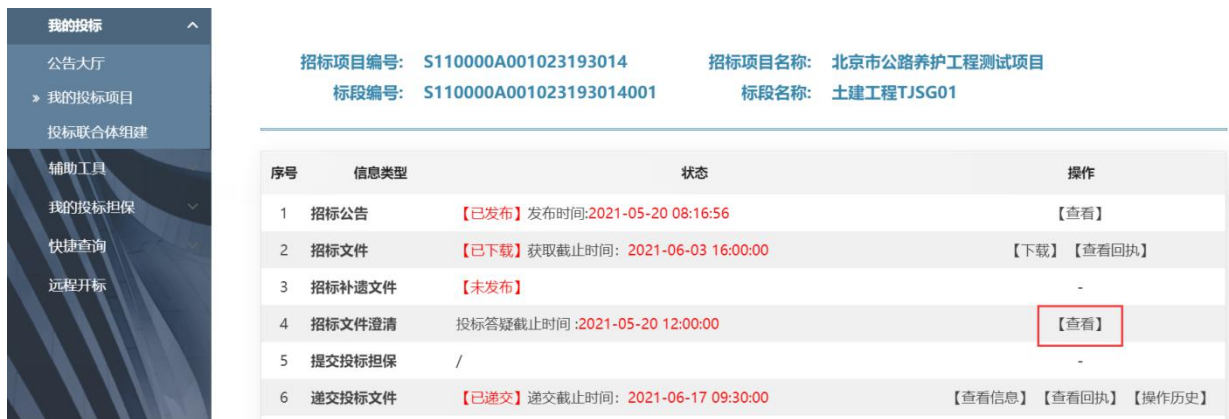 我的投标
公告大厅
» 我的投标项目
投标联合体组建
辅助工具
我的投标担保
快捷查询
远程开标
招标项目编号: S110000A001023193014 招标项目名称: 北京市公路养护工程测试项目
标段编号: S110000A001023193014001 标段名称: 土建工程TJSG01
序号 信息类型 状态 操作
1 招标公告 【已发布】发布时间:2021-05-20 08:16:56 【查看】
2 招标文件 【已下载】获取截止时间：2021-06-03 16:00:00 【下载】 【查看回执】
3 招标补遗文件 【未发布】 -
4 招标文件澄清 投标答疑截止时间 :2021-05-20 12:00:00 【查看】
5 提交投标担保 / -
6 递交投标文件 【已递交】递交截止时间：2021-06-17 09:30:00 【查看信息】 【查看回执】 【操作历史】